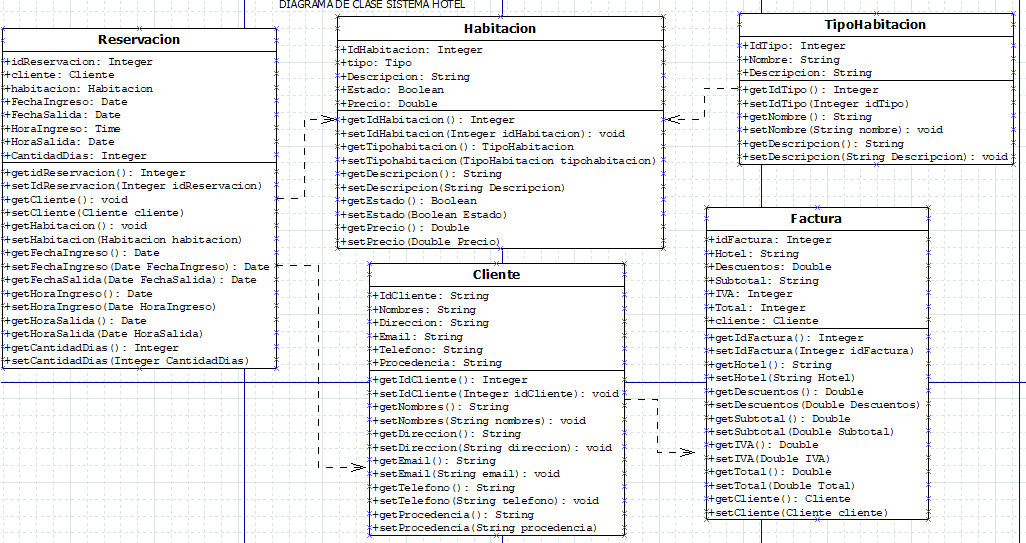 DIAGRAMA DE CLASE SISTEMA HOTEL
Reservacion
+idReservacion: Integer
+cliente: Cliente
+habitacion: Habitacion
+FechaIngreso: Date
+FechaSalida: Date
+HoraIngreso: Time
+HoraSalida: Date
+CantidadDias: Integer
+getidReservacion(): Integer
+setIdReservacion(Integer idReservacion)
+getCliente(): void
+setCliente(Cliente cliente)
+getHabitacion(): void
+setHabitacion(Habitacion habitacion)
+getFechaIngreso(): Date
+setFechaIngreso(Date FechaIngreso): Date
+getFechaSalida(Date FechaSalida): Date
+getHoraIngreso(): Date
+setHoraIngreso(Date HoraIngreso)
+getHoraSalida(): Date
+getHoraSalida(Date HoraSalida)
+getCantidadDias(): Integer
+setCantidadDias(Integer CantidadDias)
Habitacion
+IdHabitacion: Integer
+tipo: Tipo
+Descripcion: String
+Estado: Boolean
+Precio: Double
+getIdHabitacion(): Integer
+setIdHabitacion(Integer idHabitacion): void
+getTipohabitacion(): TipoHabitacion
+setTipohabitacion(TipoHabitacion tipohabitacion)
+getDescripcion(): String
+setDescripcion(String Descripcion)
+getEstado(): Boolean
+setEstado(Boolean Estado)
+getPrecio(): Double
+setPrecio(Double Precio)
TipoHabitacion
+IdTipo: Integer
+Nombre: String
+Descripcion: String
+getIdTipo(): Integer
+setIdTipo(Integer idTipo)
+getNombre(): String
+setNombre(String nombre): void
+getDescripcion(): String
+setDescripcion(String Descripcion): void
Cliente
+IdCliente: String
+Nombres: String
+Direccion: String
+Email: String
+Telefono: String
+Procedencia: String
+getIdCliente(): Integer
+setIdCliente(Integer idCliente): void
+getNombres(): String
+setNombres(String nombres): void
+getDireccion(): String
+setDireccion(String direccion): void
+getEmail(): String
+setEmail(String email): void
+getTelefono(): String
+setTelefono(String telefono): void
+getProcedencia(): String
+setProcedencia(String procedencia)
Factura
+idFactura: Integer
+Hotel: String
+Descuentos: Double
+Subtotal: String
+IVA: Integer
+Total: Integer
+cliente: Cliente
+getIdFactura(): Integer
+setIdFactura(Integer idFactura)
+getHotel(): String
+setHotel(String Hotel)
+getDescuentos(): Double
+setDescuentos(Double Descuentos)
+getSubtotal(): Double
+setSubtotal(Double Subtotal)
+getIVA(): Double
+setIVA(Double IVA)
+getTotal(): Double
+setTotal(Double Total)
+getCliente(): Cliente
+setCliente(Cliente cliente)